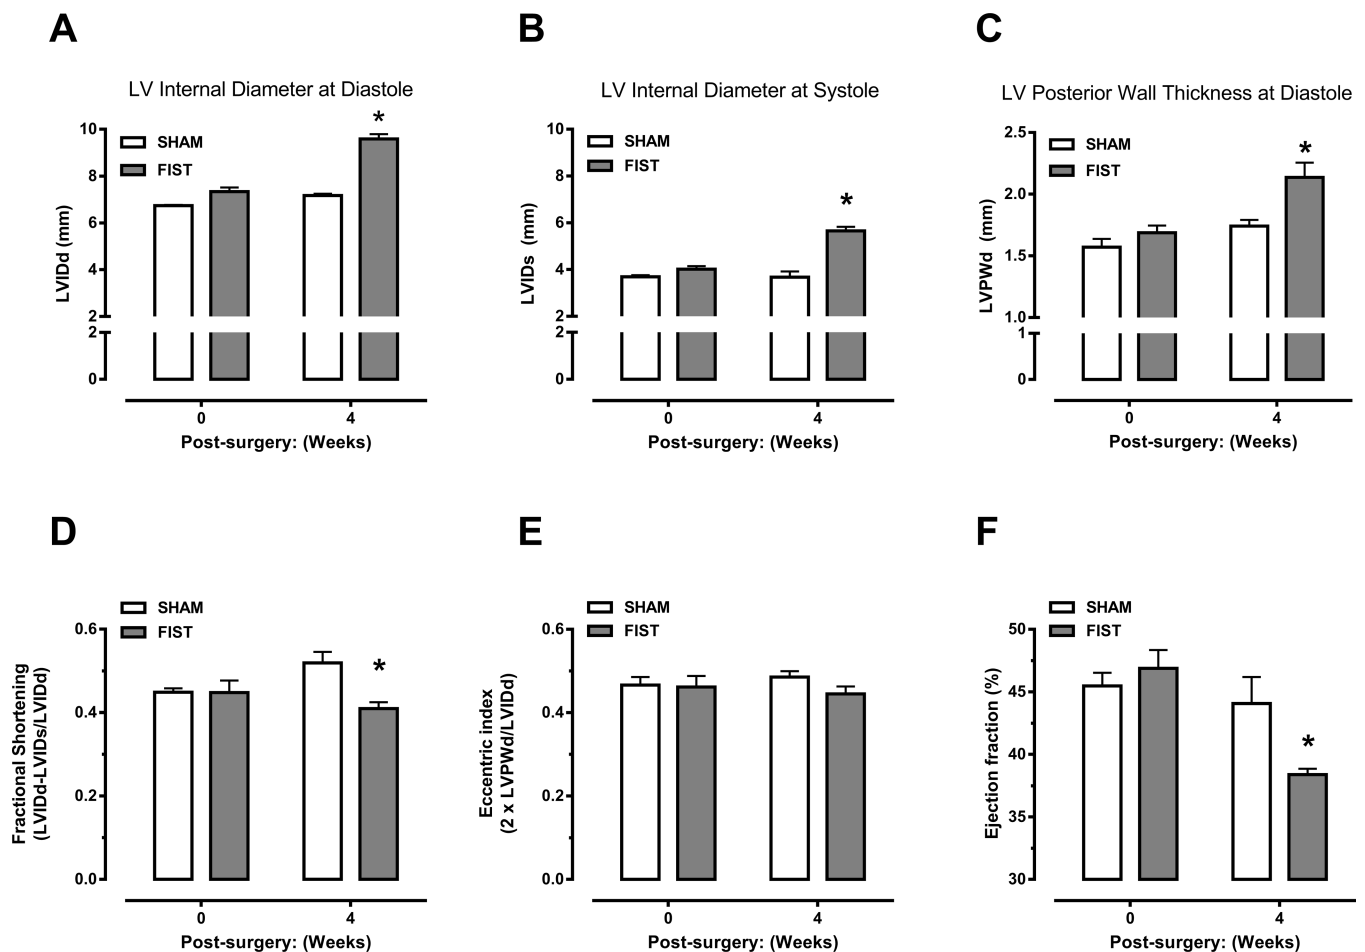 A
LV Internal Diameter at Diastole
SHAM
FIST
*
LVIDd (mm)
10
8
6
4
2
2
0
0
4
Post-surgery: (Weeks)
B
LV Internal Diameter at Systole
SHAM
FIST
*
LVIDs (mm)
10
8
6
4
2
2
0
0
4
Post-surgery: (Weeks)
C
LV Posterior Wall Thickness at Diastole
SHAM
FIST
*
LVPWd (mm)
2.5
2.0
1.5
1.0
1
0
0
4
Post-surgery: (Weeks)
D
SHAM
FIST
*
Fractional Shortening
(LVIDd-LVIDs/LVIDd)
0.6
0.4
0.2
0.0
0
4
Post-surgery: (Weeks)
E
SHAM
FIST
Eccentric index
(2 x LVPWd/LVIDd)
0.6
0.4
0.2
0.0
0
4
Post-surgery: (Weeks)
F
SHAM
FIST
*
Ejection fraction (%)
50
45
40
35
30
0
4
Post-surgery: (Weeks)